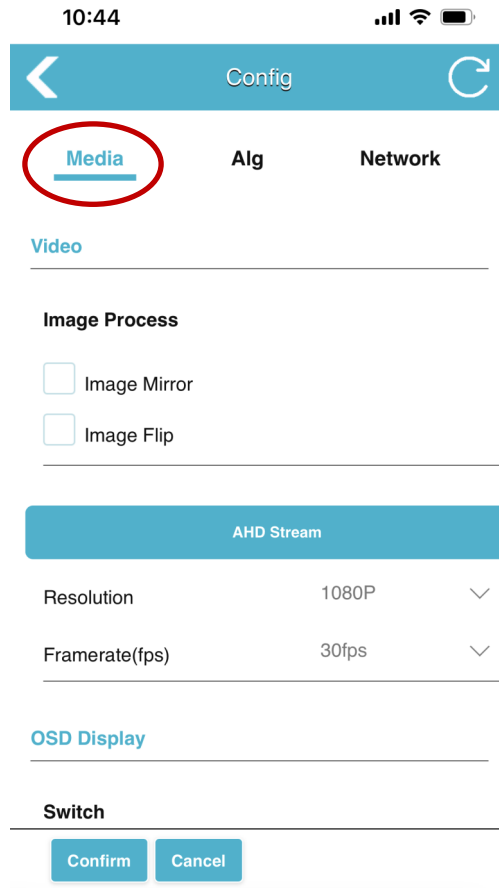 10:44
Config
Media Alg Network
Video
Image Process
Image Mirror
Image Flip
AHD Stream
Resolution 1080P
Framerate(fps) 30fps
OSD Display
Switch
Confirm Cancel